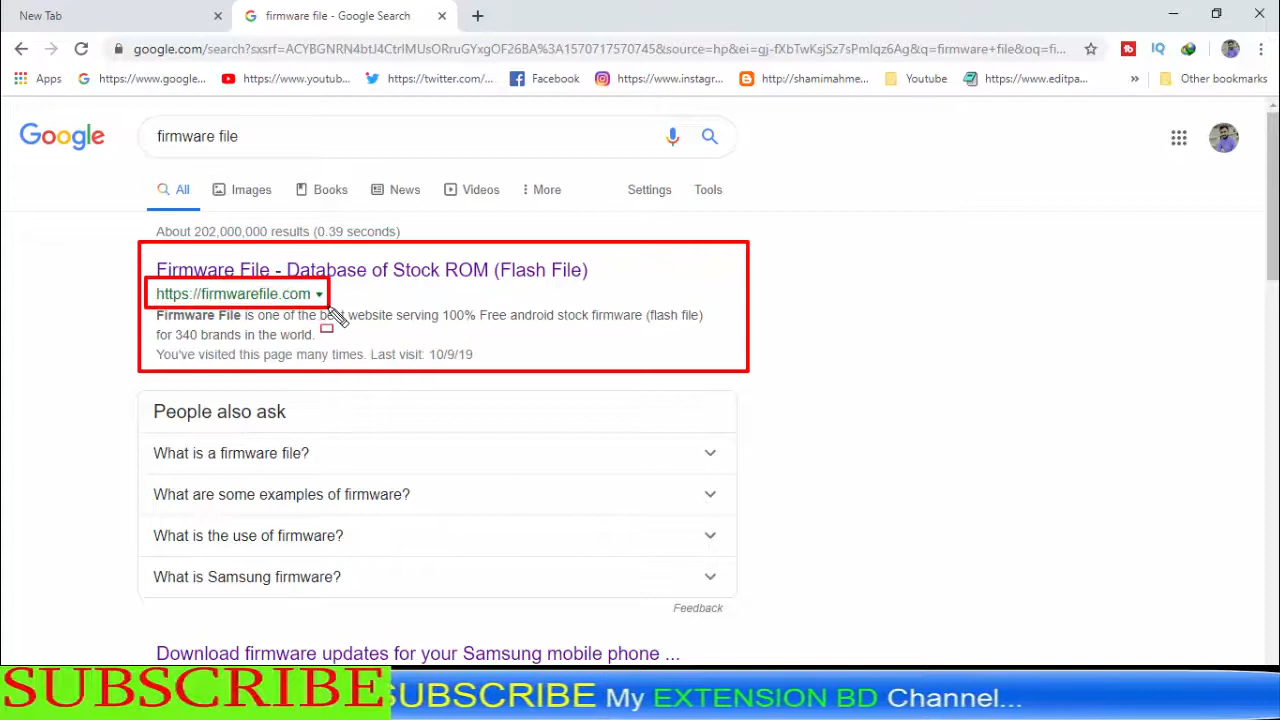 New Tab
firmware file - Google Search
google.com/search?sxsrf=ACYBGNRN4btJ4CtrlMUsORruGYxgOF26BA%3A1570717570745&source=hp&ei=gj-fXbTwKsjSz7sPmIqz6Ag&q=firmware+file&oq=fi...
Apps
https://www.google...
https://www.youtub...
https://twitter.com/...
Facebook
https://www.instagr...
http://shamimahme...
Youtube
https://www.editpa...
»
Other bookmarks
Google
firmware file
All
Images
Books
News
Videos
More
Settings
Tools
About 202,000,000 results (0.39 seconds)
Firmware File - Database of Stock ROM (Flash File)
https://firmwarefile.com
Firmware File is one of the best website serving 100% Free android stock firmware (flash file)
for 340 brands in the world.
You've visited this page many times. Last visit: 10/9/19
People also ask
What is a firmware file?
What are some examples of firmware?
What is the use of firmware?
What is Samsung firmware?
Feedback
Download firmware updates for your Samsung mobile phone ...
SUBSCRIBE
SUBSCRIBE My EXTENSION BD Channel...